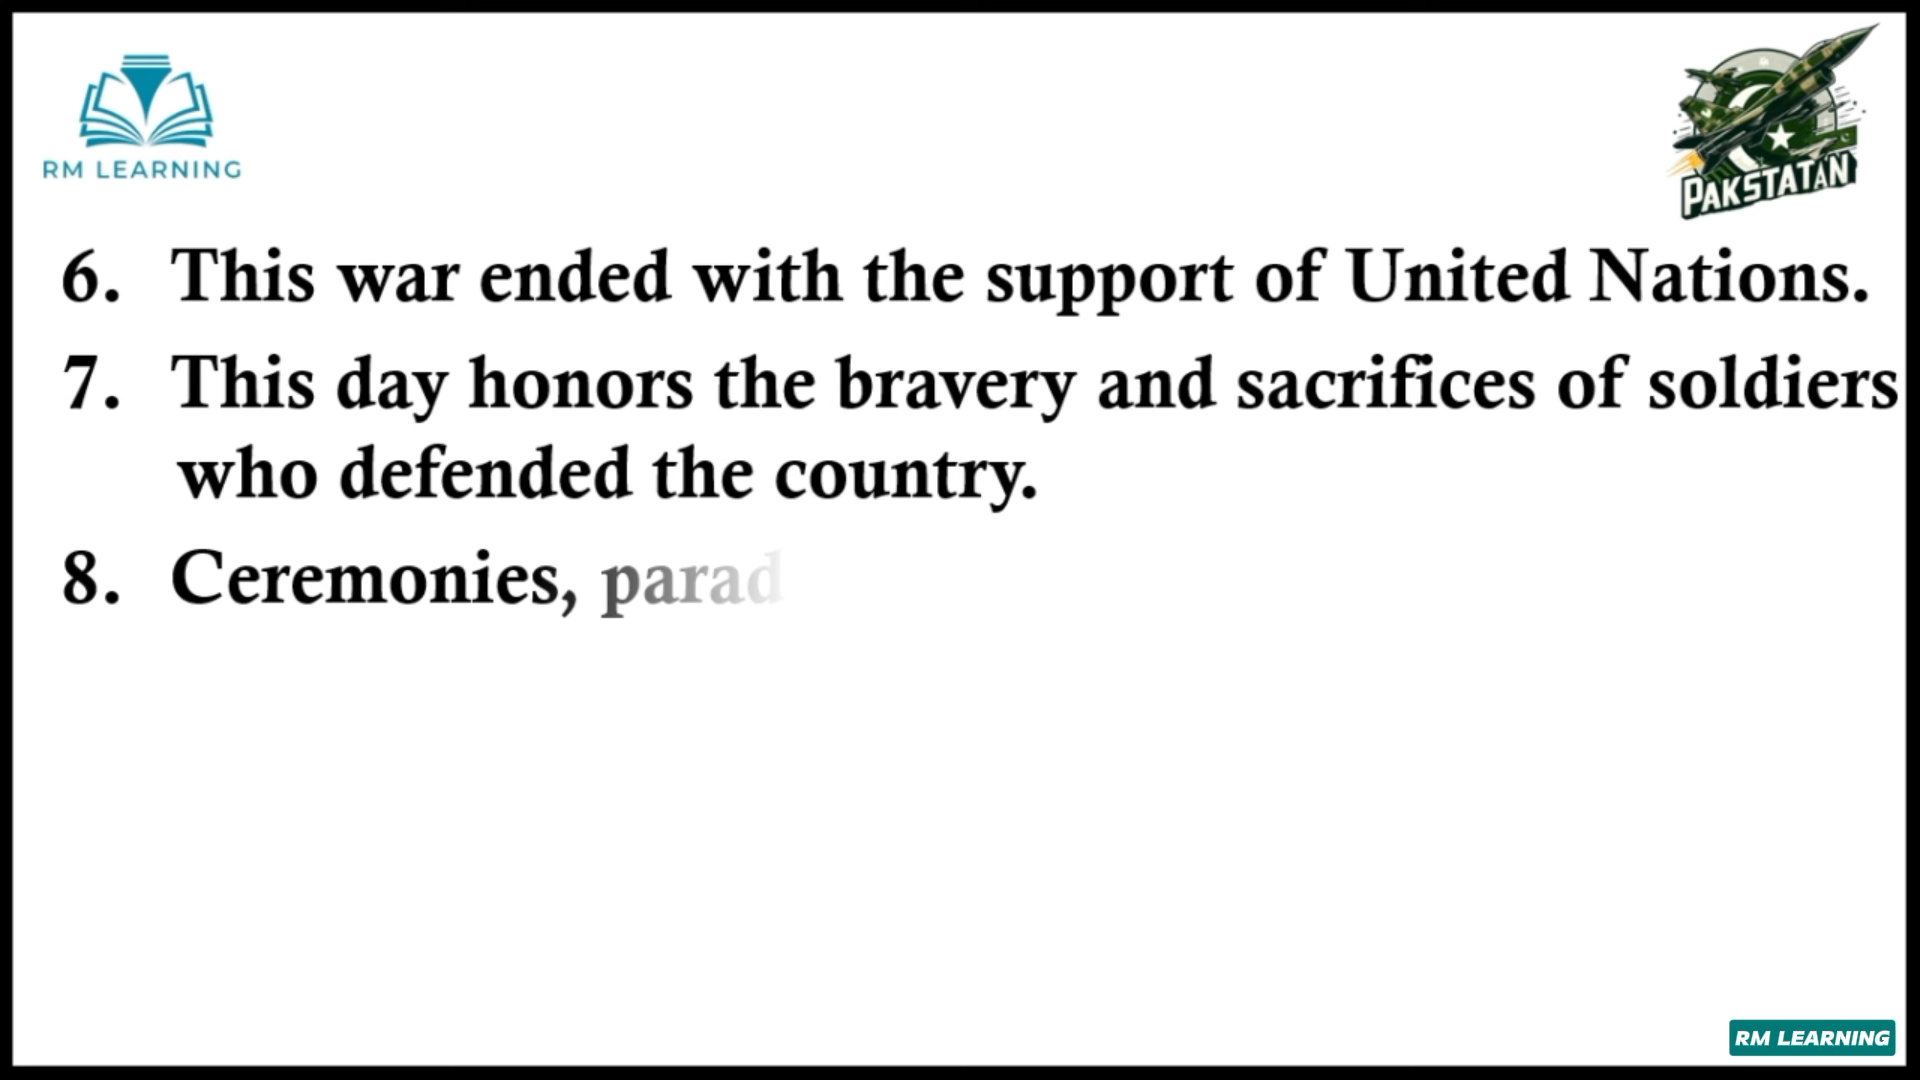 RM LEARNING
PAKSTATAN
6. This war ended with the support of United Nations.
7. This day honors the bravery and sacrifices of soldiers
who defended the country.
8. Ceremonies, parad
RM LEARNING